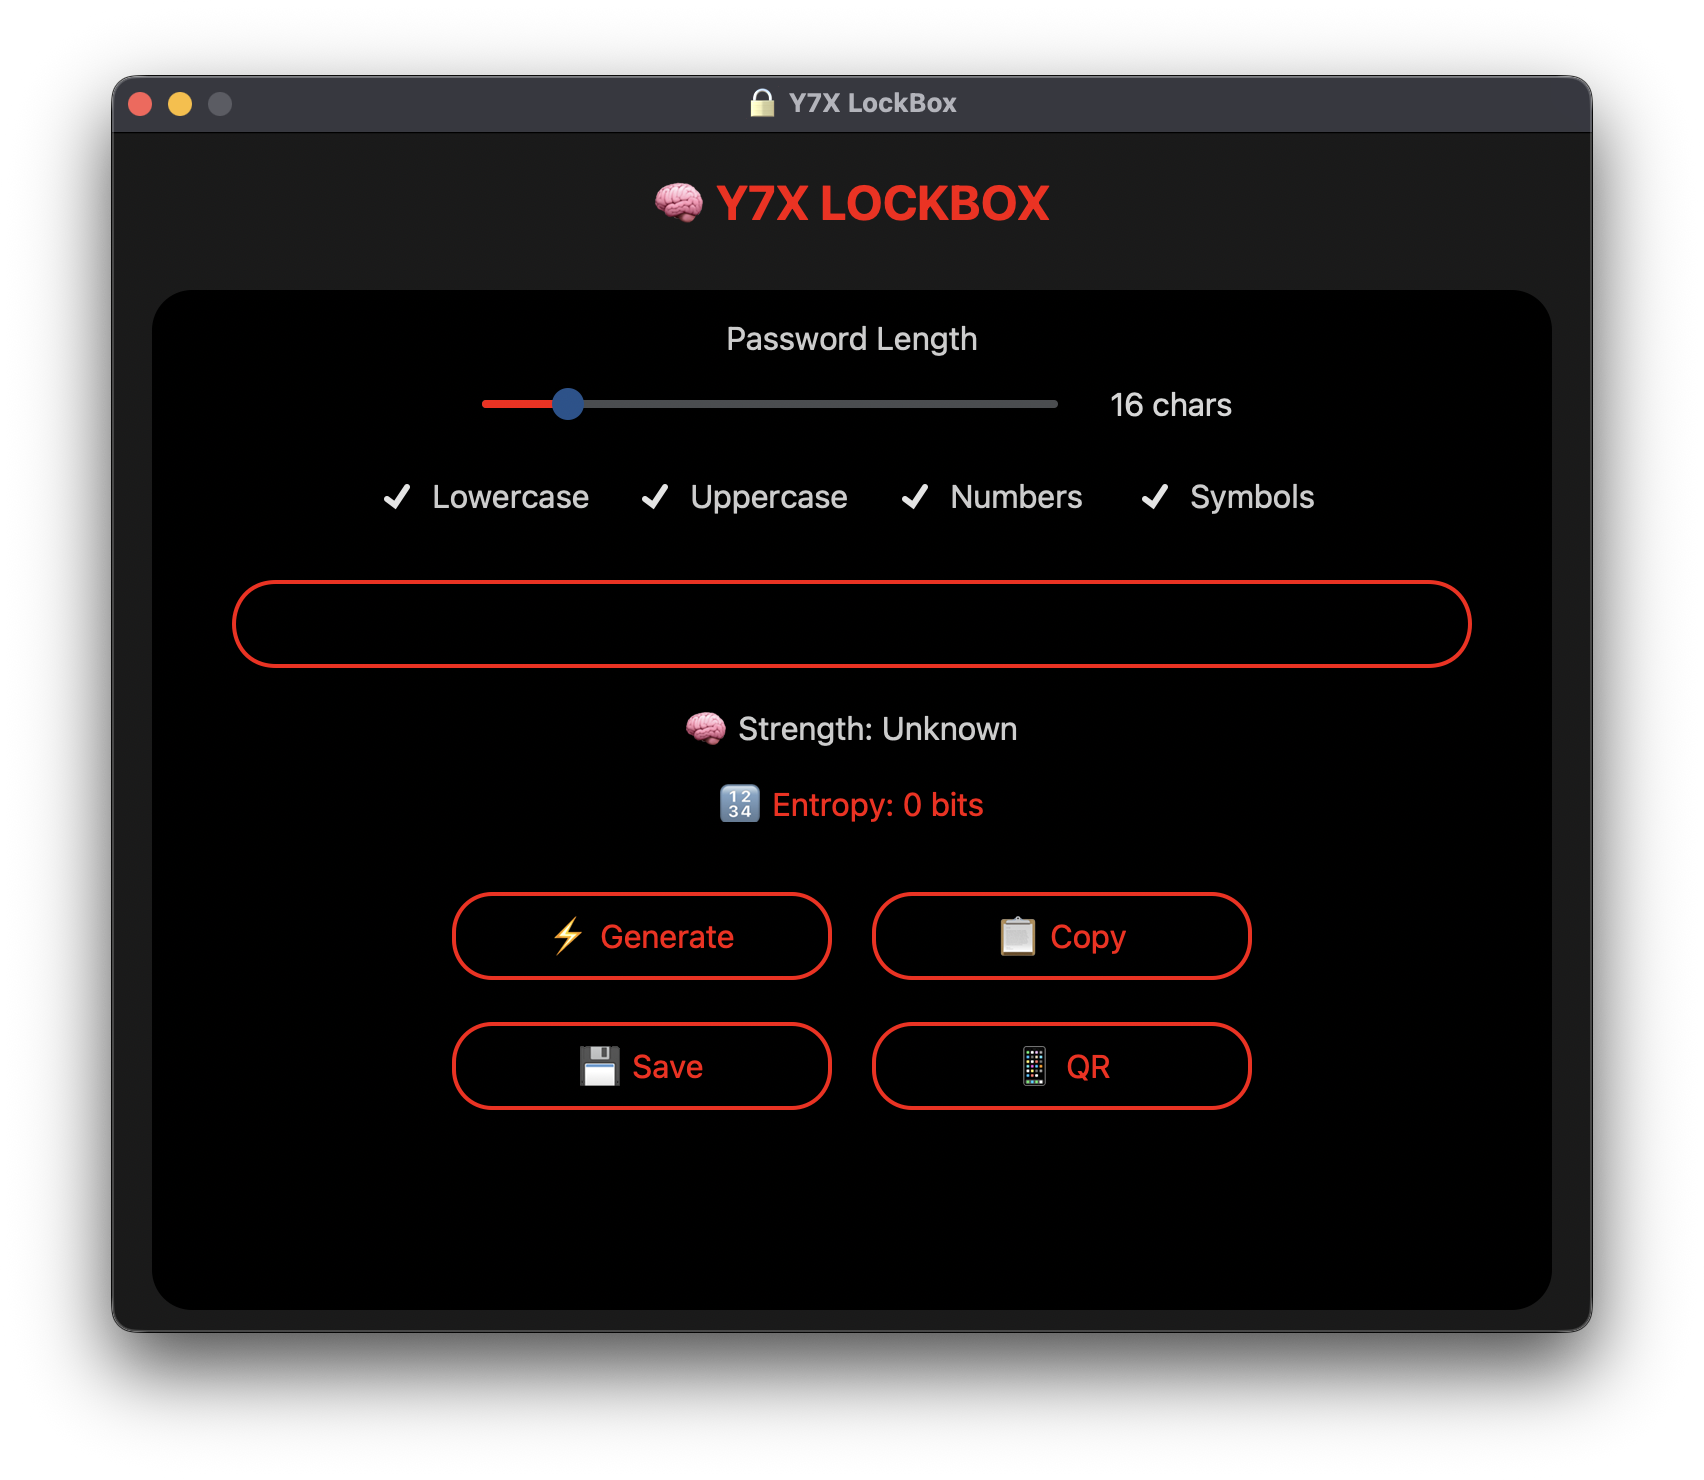 🔒 Y7X LockBox
🧠 Y7X LOCKBOX
Password Length
16 chars
✔ Lowercase ✔ Uppercase ✔ Numbers ✔ Symbols
🧠 Strength: Unknown
🔢 Entropy: 0 bits
⚡ Generate 📋 Copy
💾 Save 📱 QR